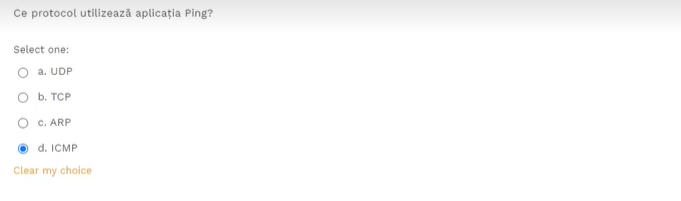 Ce protocol utilizează aplicația Ping?
Select one:
a. UDP
b. TCP
c. ARP
d. ICMP
Clear my choice